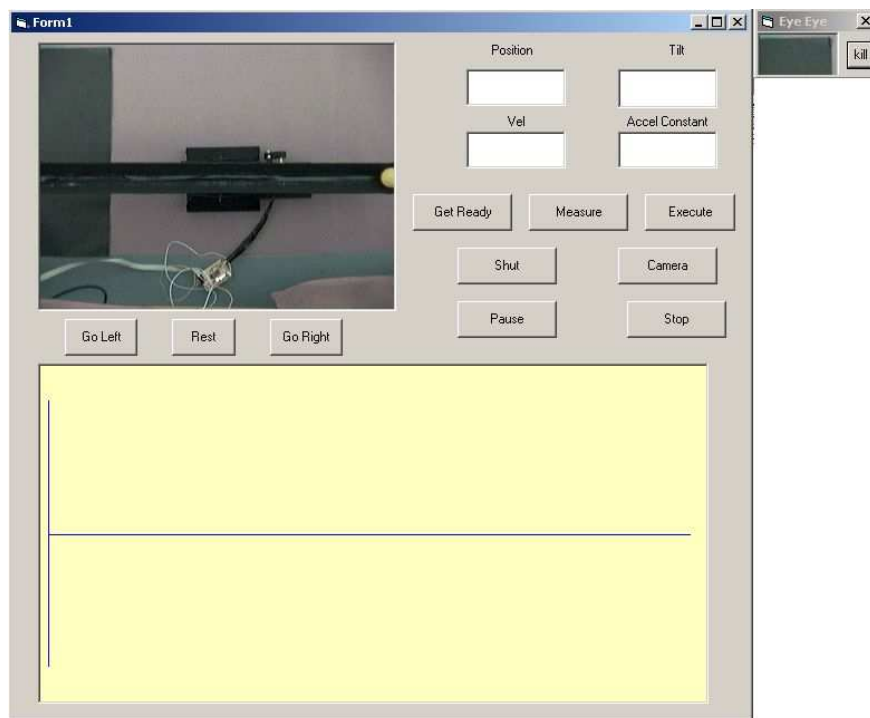 Form1
Eye Eye
kill
Position Tilt
Vel Accel Constant
Get Ready Measure Execute
Shut Camera
Pause Stop
Go Left Rest Go Right